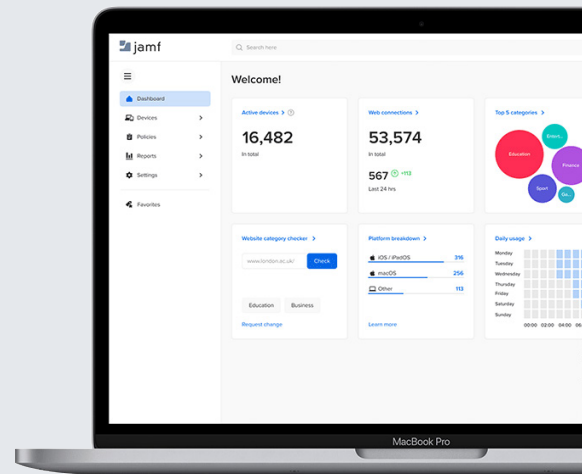 jamf
Search here
Welcome!
Dashboard
Devices
Policies
Reports
Settings
Favorites
Active devices >
16,482
In total
Web connections >
53,574
In total
567 +113
Last 24 hrs
Top 5 categories >
Entert...
Education
Finance
Sport
Ga...
Website category checker >
www.london.ac.uk/
Check
Education Business
Request change
Platform breakdown >
iOS / iPadOS 316
macOS 256
Other 113
Learn more
Daily usage >
Monday
Tuesday
Wednesday
Thursday
Friday
Saturday
Sunday
00:00 02:00 04:00
MacBook Pro